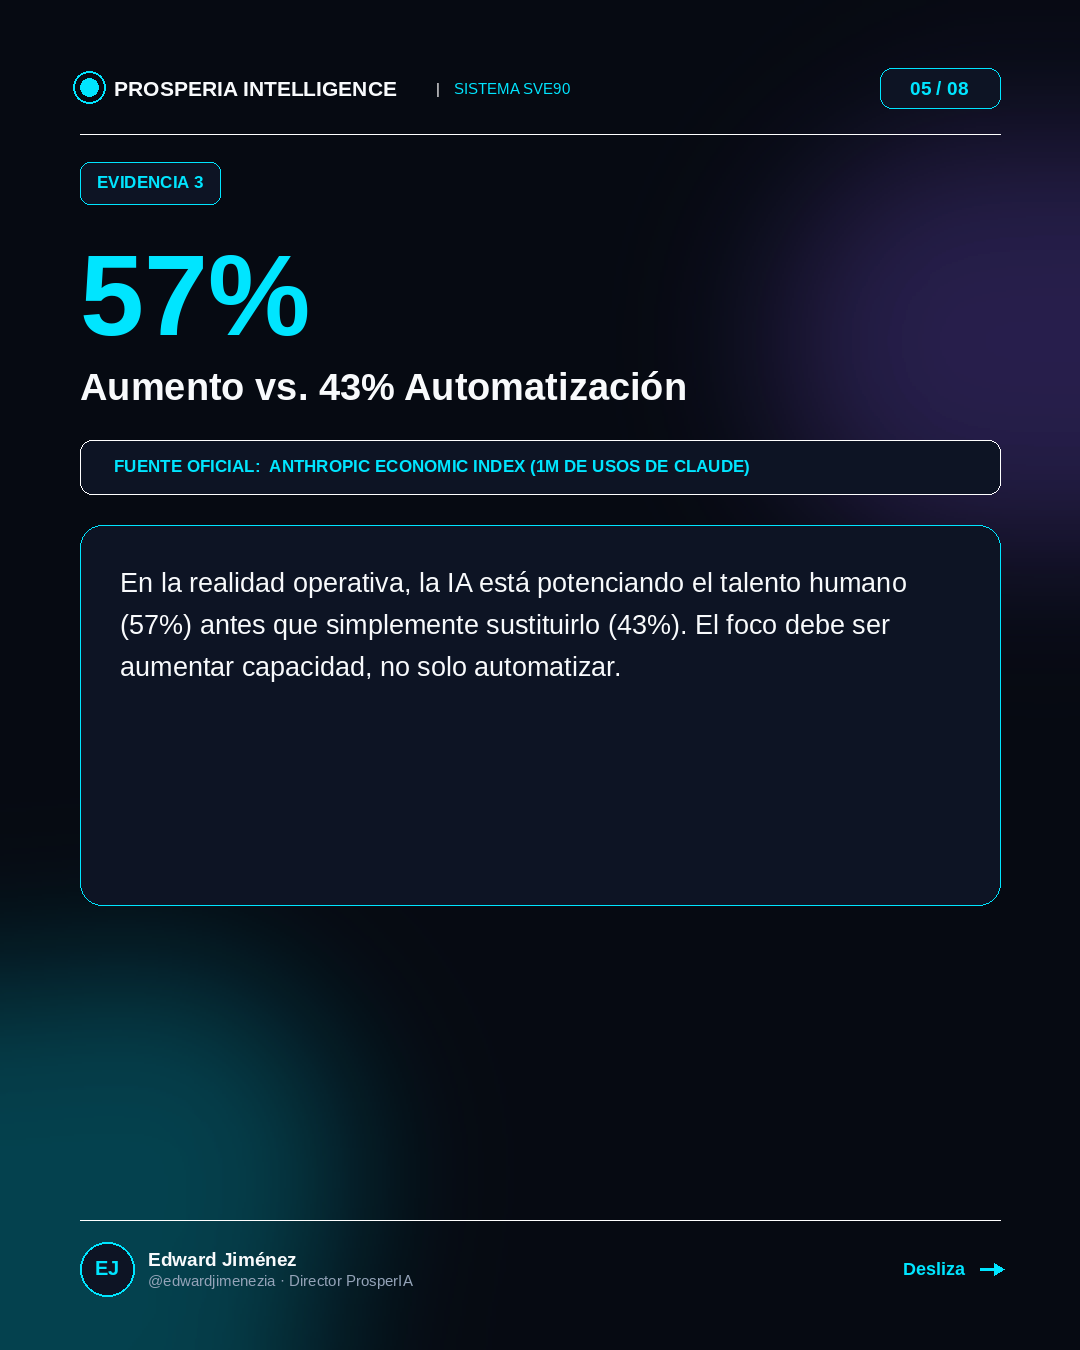 PROSPERIA INTELLIGENCE | SISTEMA SVE90
05 / 08
EVIDENCIA 3
57%
Aumento vs. 43% Automatización
FUENTE OFICIAL: ANTHROPIC ECONOMIC INDEX (1M DE USOS DE CLAUDE)
En la realidad operativa, la IA está potenciando el talento humano
(57%) antes que simplemente sustituirlo (43%). El foco debe ser
aumentar capacidad, no solo automatizar.
EJ
Edward Jiménez
@edwardjimenezia · Director ProsperIA
Desliza